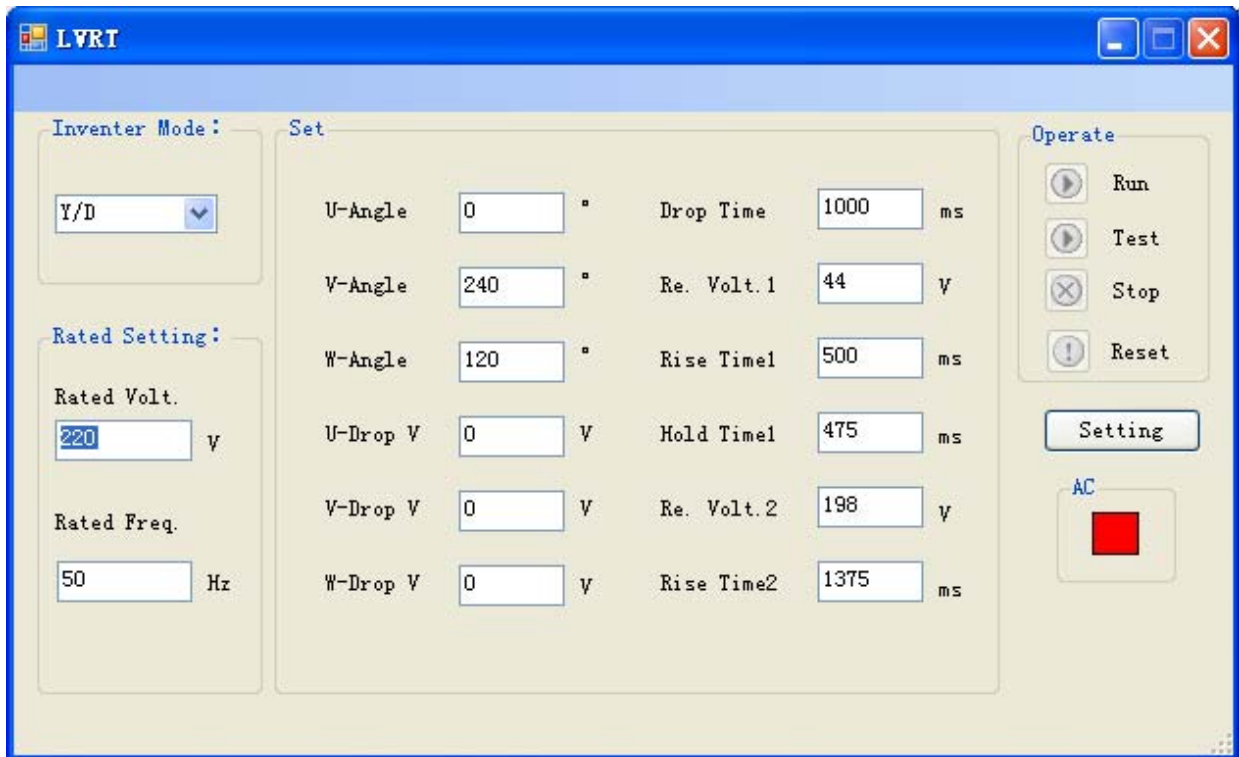 LVRT
Inventer Mode:
Y/D
Rated Setting:
Rated Volt.
220 V
Rated Freq.
50 Hz
Set
U-Angle 0 ° Drop Time 1000 ms
V-Angle 240 ° Re. Volt.1 44 V
W-Angle 120 ° Rise Time1 500 ms
U-Drop V 0 V Hold Time1 475 ms
V-Drop V 0 V Re. Volt.2 198 V
W-Drop V 0 V Rise Time2 1375 ms
Operate
Run
Test
Stop
Reset
Setting
AC